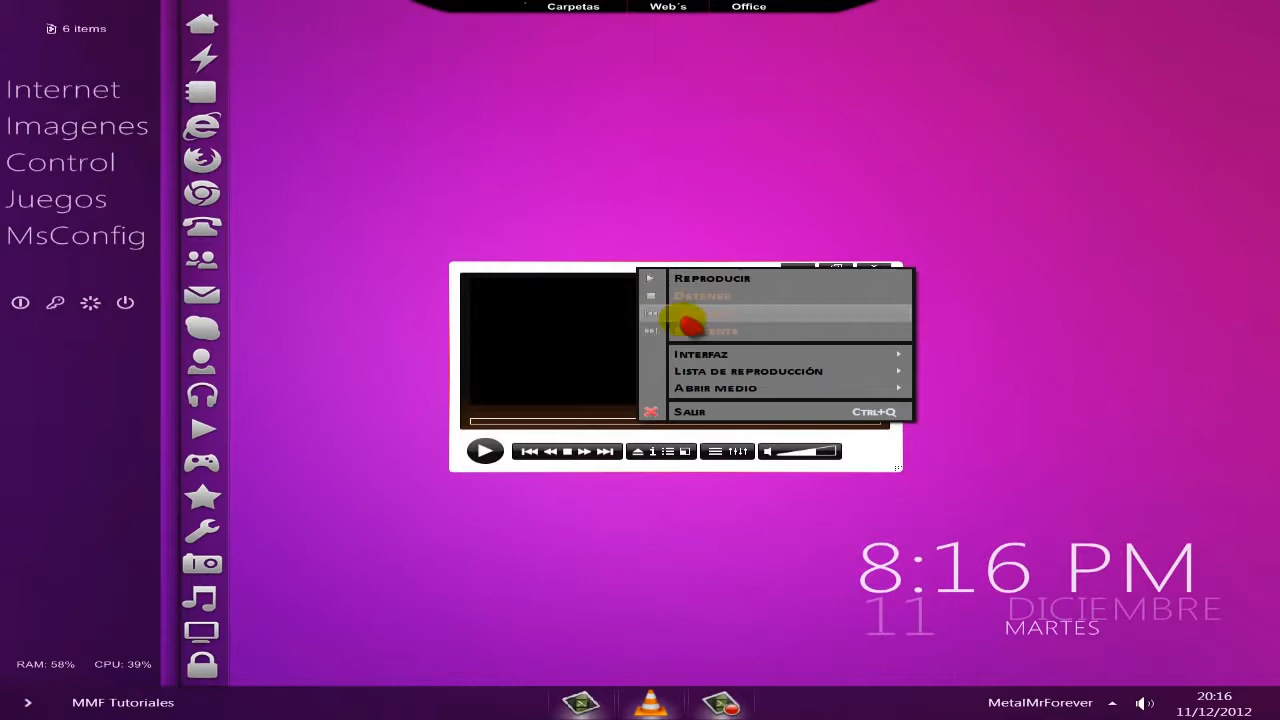 Carpetas
Web´s
Office
6 items
Internet
Imagenes
Control
Juegos
MsConfig
Reproducir
Detener
Interfaz
Lista de reproducción
Abrir medio
Salir Ctrl+Q
8:16 PM
11 DICIEMBRE
MARTES
RAM: 58% CPU: 39%
MMF Tutoriales
MetalMrForever
20:16
11/12/2012